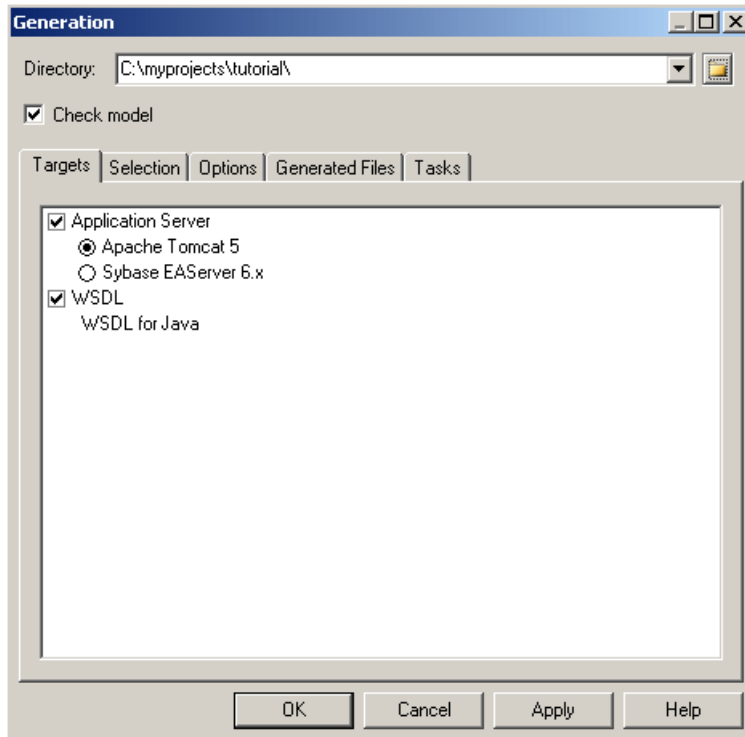 Generation
Directory: C:\myprojects\tutorial\
Check model
Targets Selection Options Generated Files Tasks
Application Server
Apache Tomcat 5
Sybase EAServer 6.x
WSDL
WSDL for Java
OK Cancel Apply Help